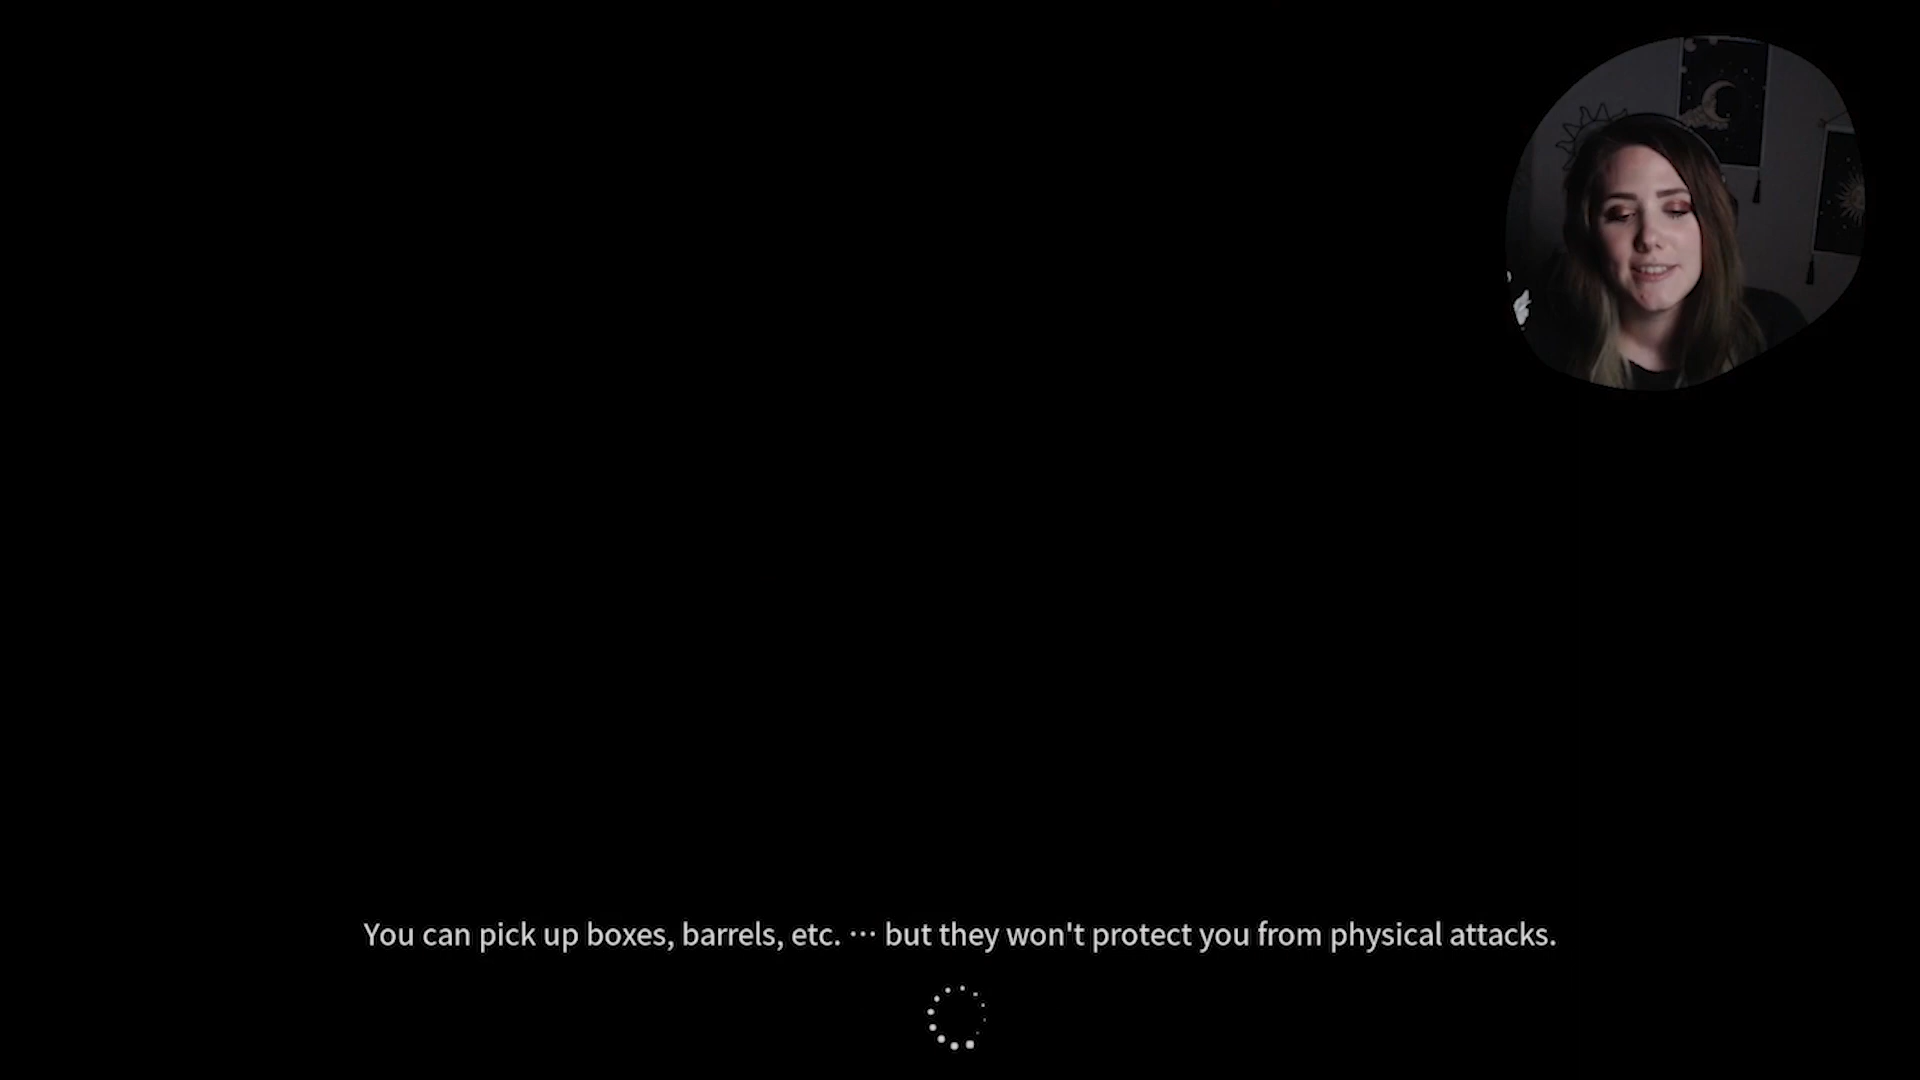 You can pick up boxes, barrels, etc. ··· but they won't protect you from physical attacks.